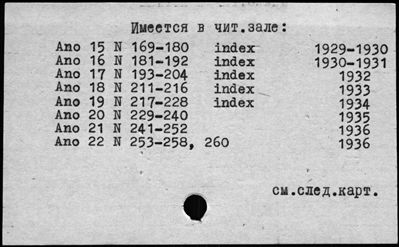 Имеется в чит.зале:
Ano 15 N 169-180 index 1929-1930
Ano 16 N 181-192 index 1930-1931
Ano 17 N 193-204 index 1932
Ano 18 N 211-216 index 1933
Ano 19 N 217-228 index 1934
Ano 20 N 229-240 1935
Ano 21 N 241-252 1936
Ano 22 N 253-258, 260 1936
см.след.карт.